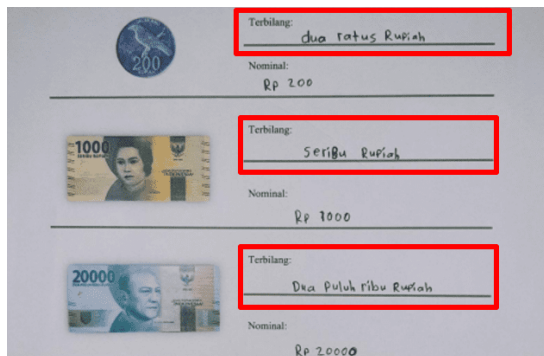 Terbilang:
dua ratus Rupiah
200
Nominal:
Rp 200
Terbilang:
1000
SeriBu Rupiah
Nominal:
Rp 1000
Terbilang:
20000
Dua puluh ribu Rupiah
Nominal:
Rp 20000